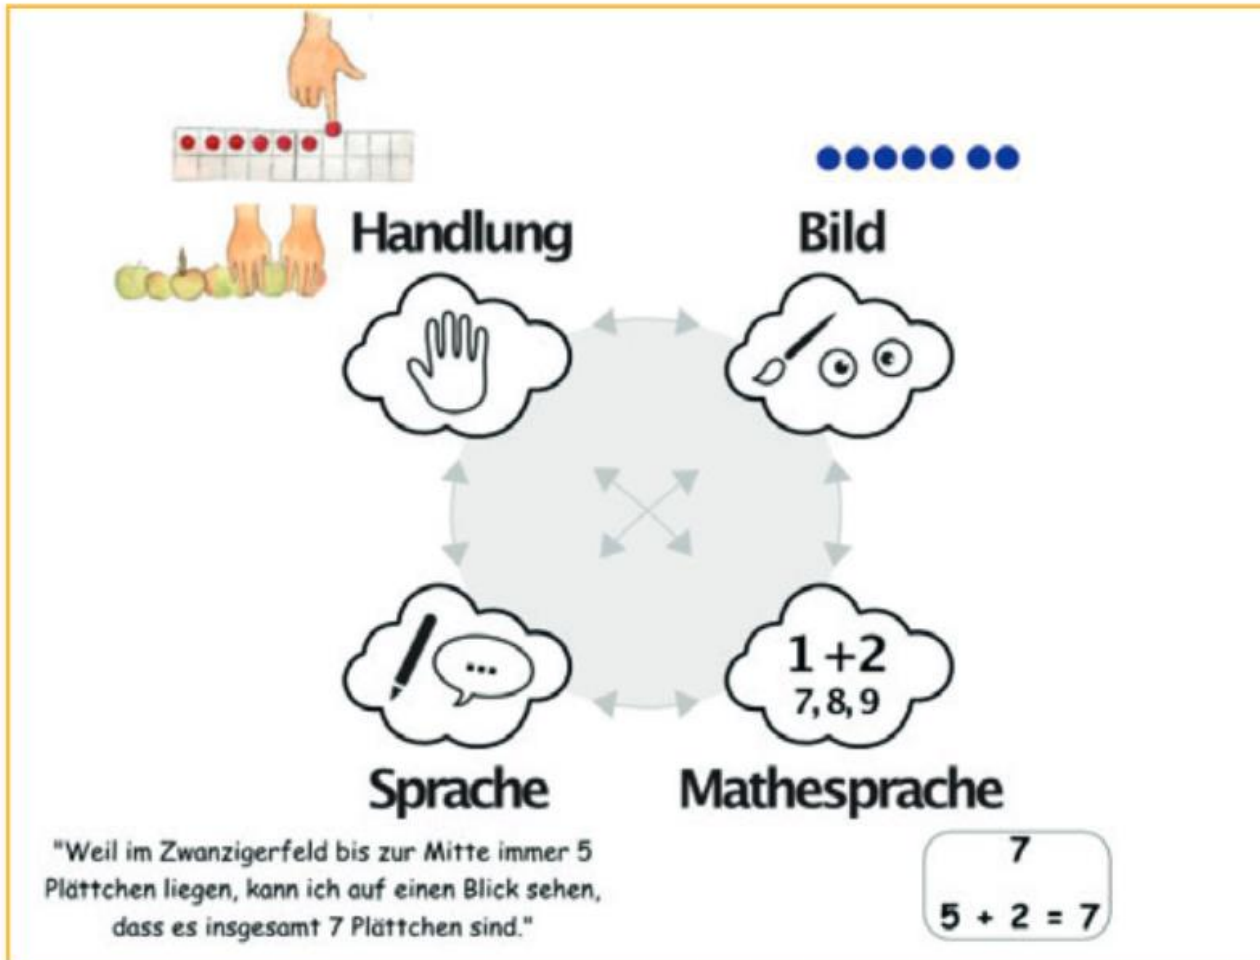 Handlung
Bild
...
1 +2
7, 8, 9
Sprache
Mathesprache
"Weil im Zwanzigerfeld bis zur Mitte immer 5
Plättchen liegen, kann ich auf einen Blick sehen,
dass es insgesamt 7 Plättchen sind."
7
5 + 2 = 7